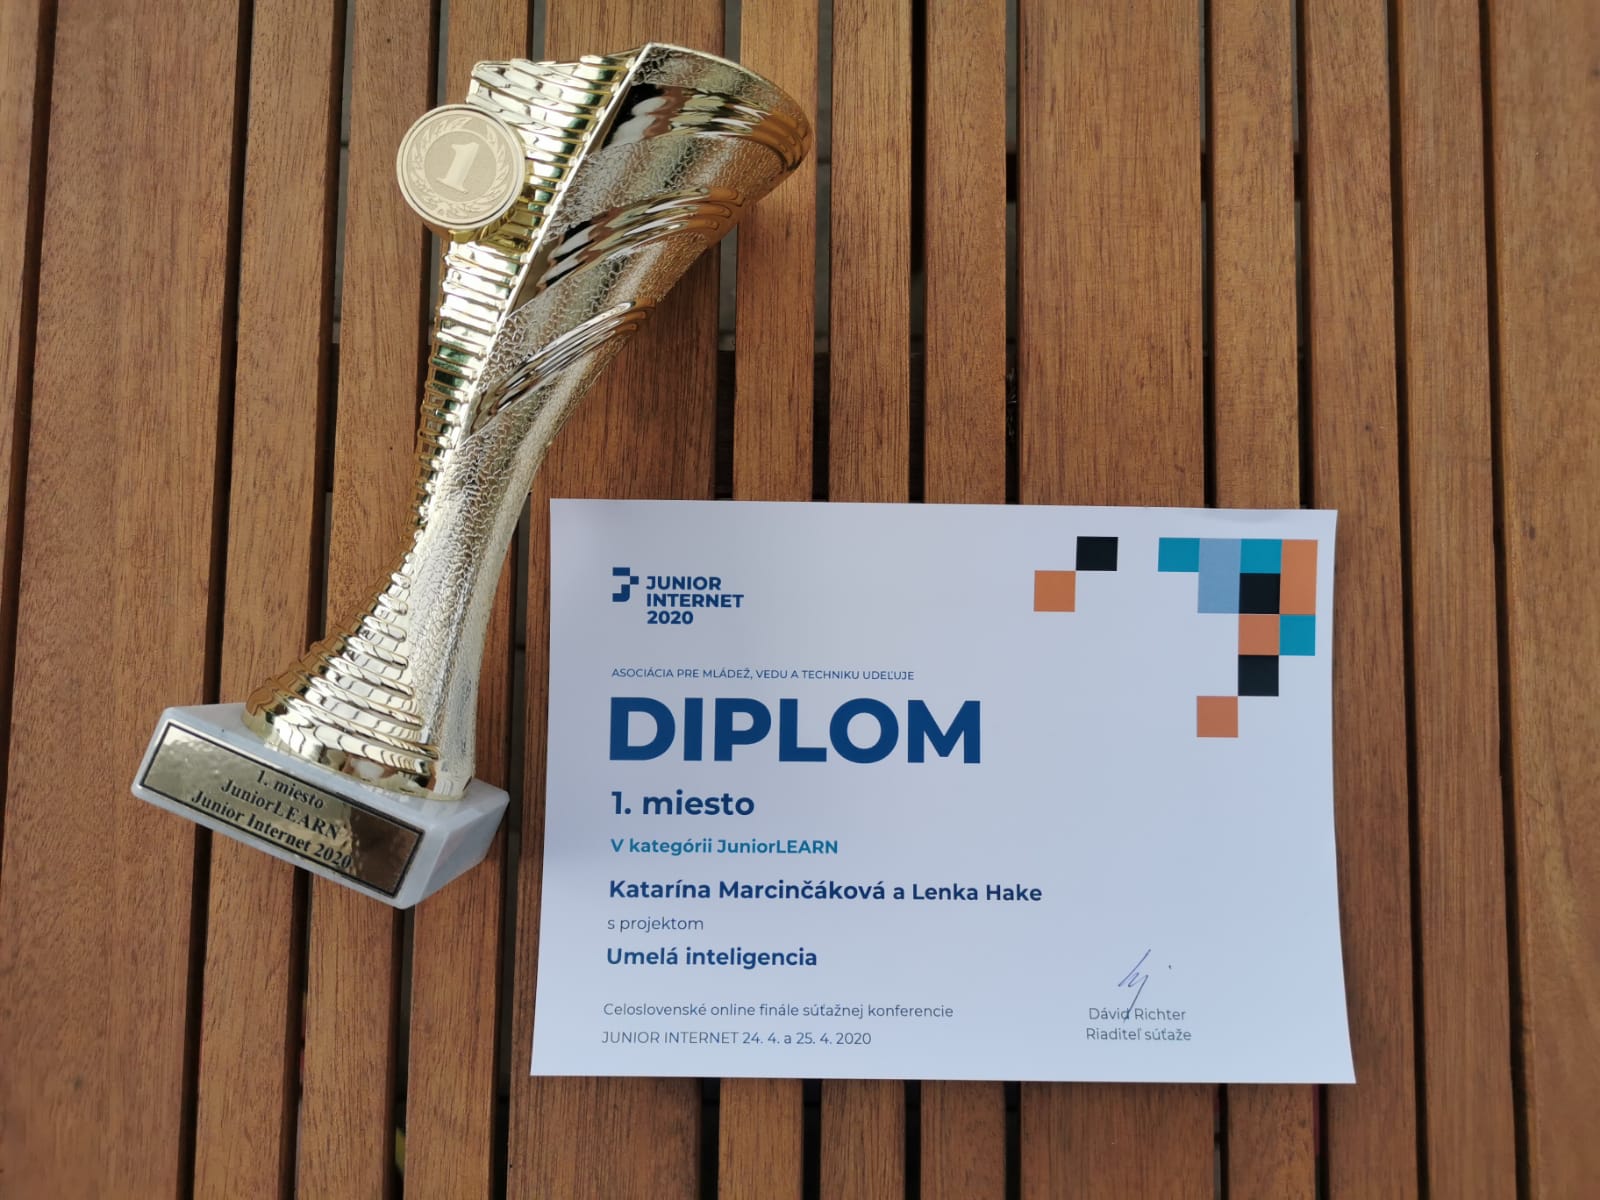 1
1. miesto
JuniorLEARN
Junior Internet 2020
JUNIOR
INTERNET
2020
ASOCIÁCIA PRE MLÁDEŽ, VEDU A TECHNIKU UDEĽUJE
DIPLOM
1. miesto
V kategórii JuniorLEARN
Katarína Marcinčáková a Lenka Hake
s projektom
Umelá inteligencia
Celoslovenské online finále súťažnej konferencie
JUNIOR INTERNET 24. 4. a 25. 4. 2020
Dávid Richter
Riaditeľ súťaže